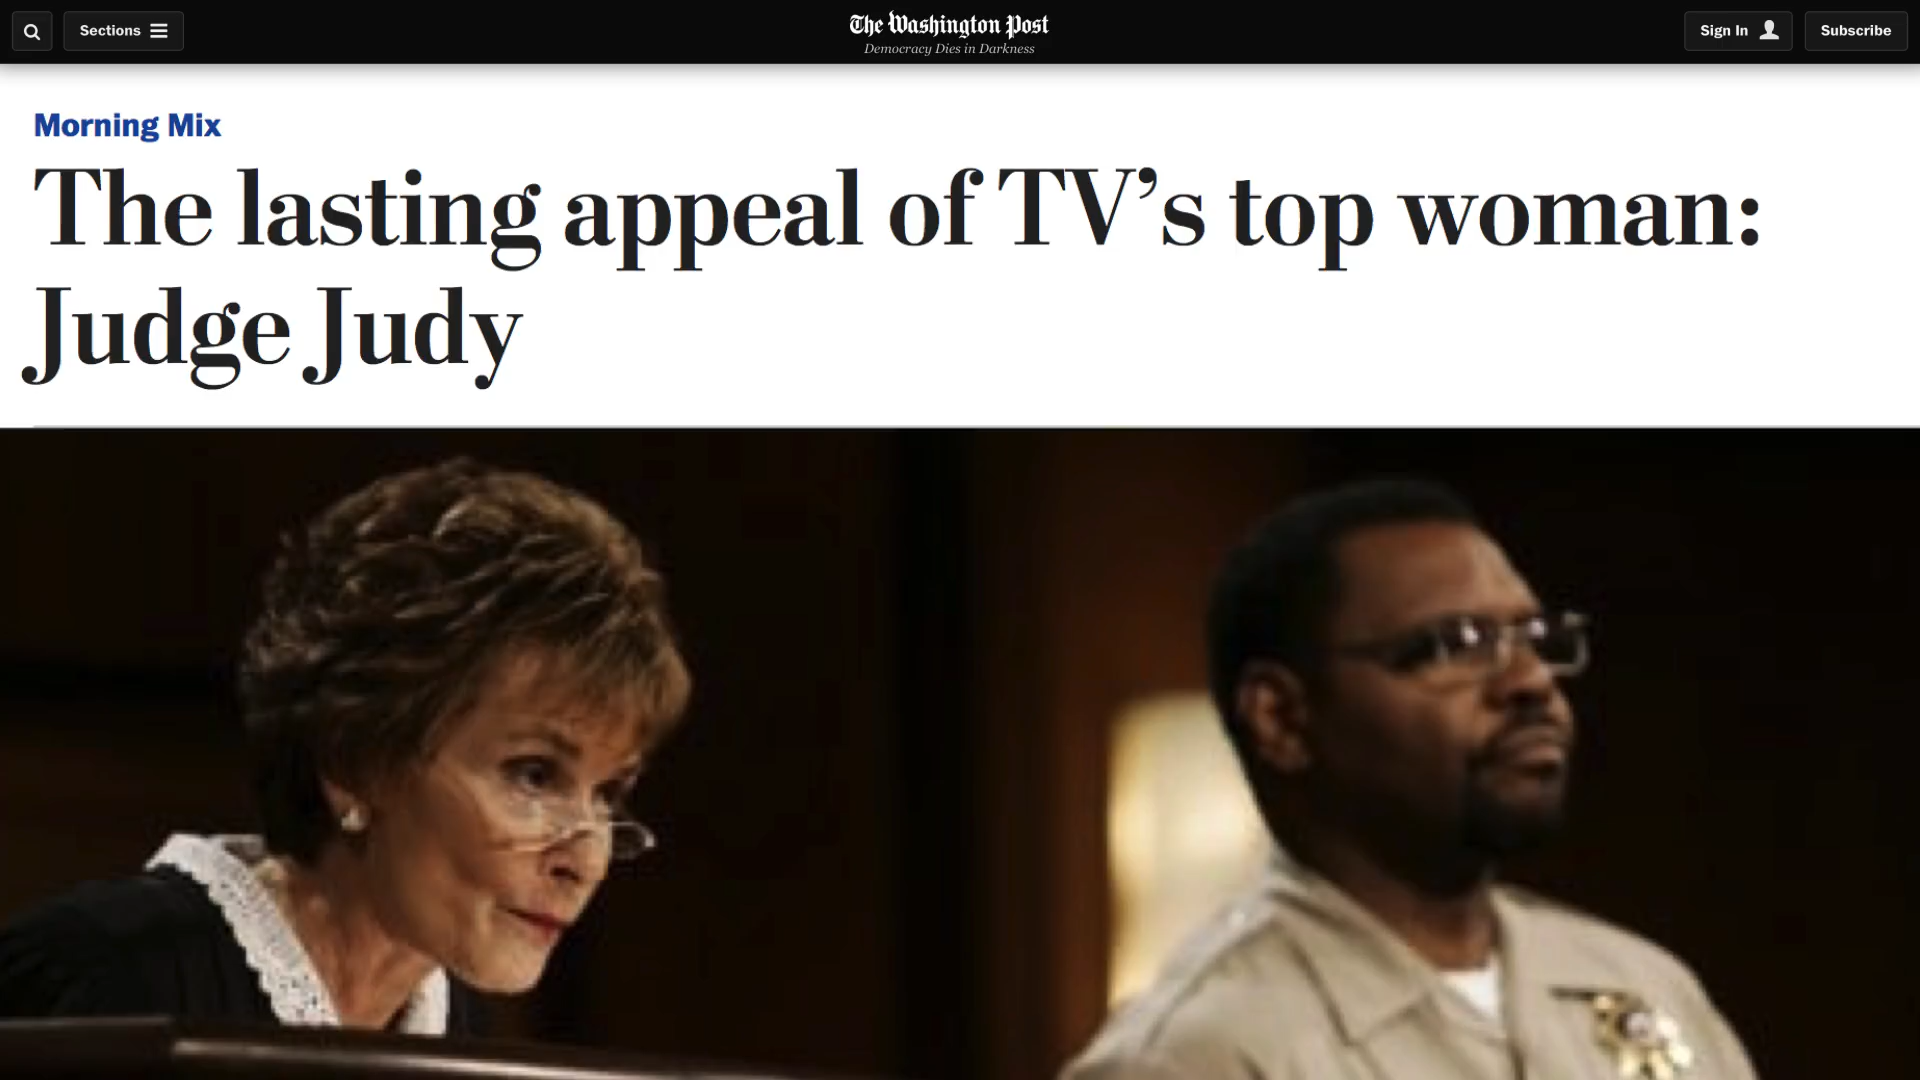 Sections
The Washington Post
Democracy Dies in Darkness
Sign In
Subscribe
Morning Mix
The lasting appeal of TV’s top woman:
Judge Judy